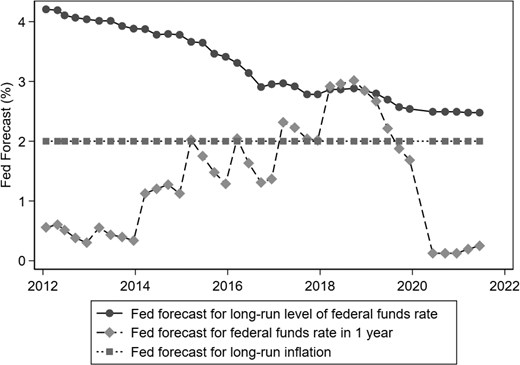 Fed Forecast (%)
4
3
2
1
0
2012 2014 2016 2018 2020 2022
Fed forecast for long-run level of federal funds rate
Fed forecast for federal funds rate in 1 year
Fed forecast for long-run inflation